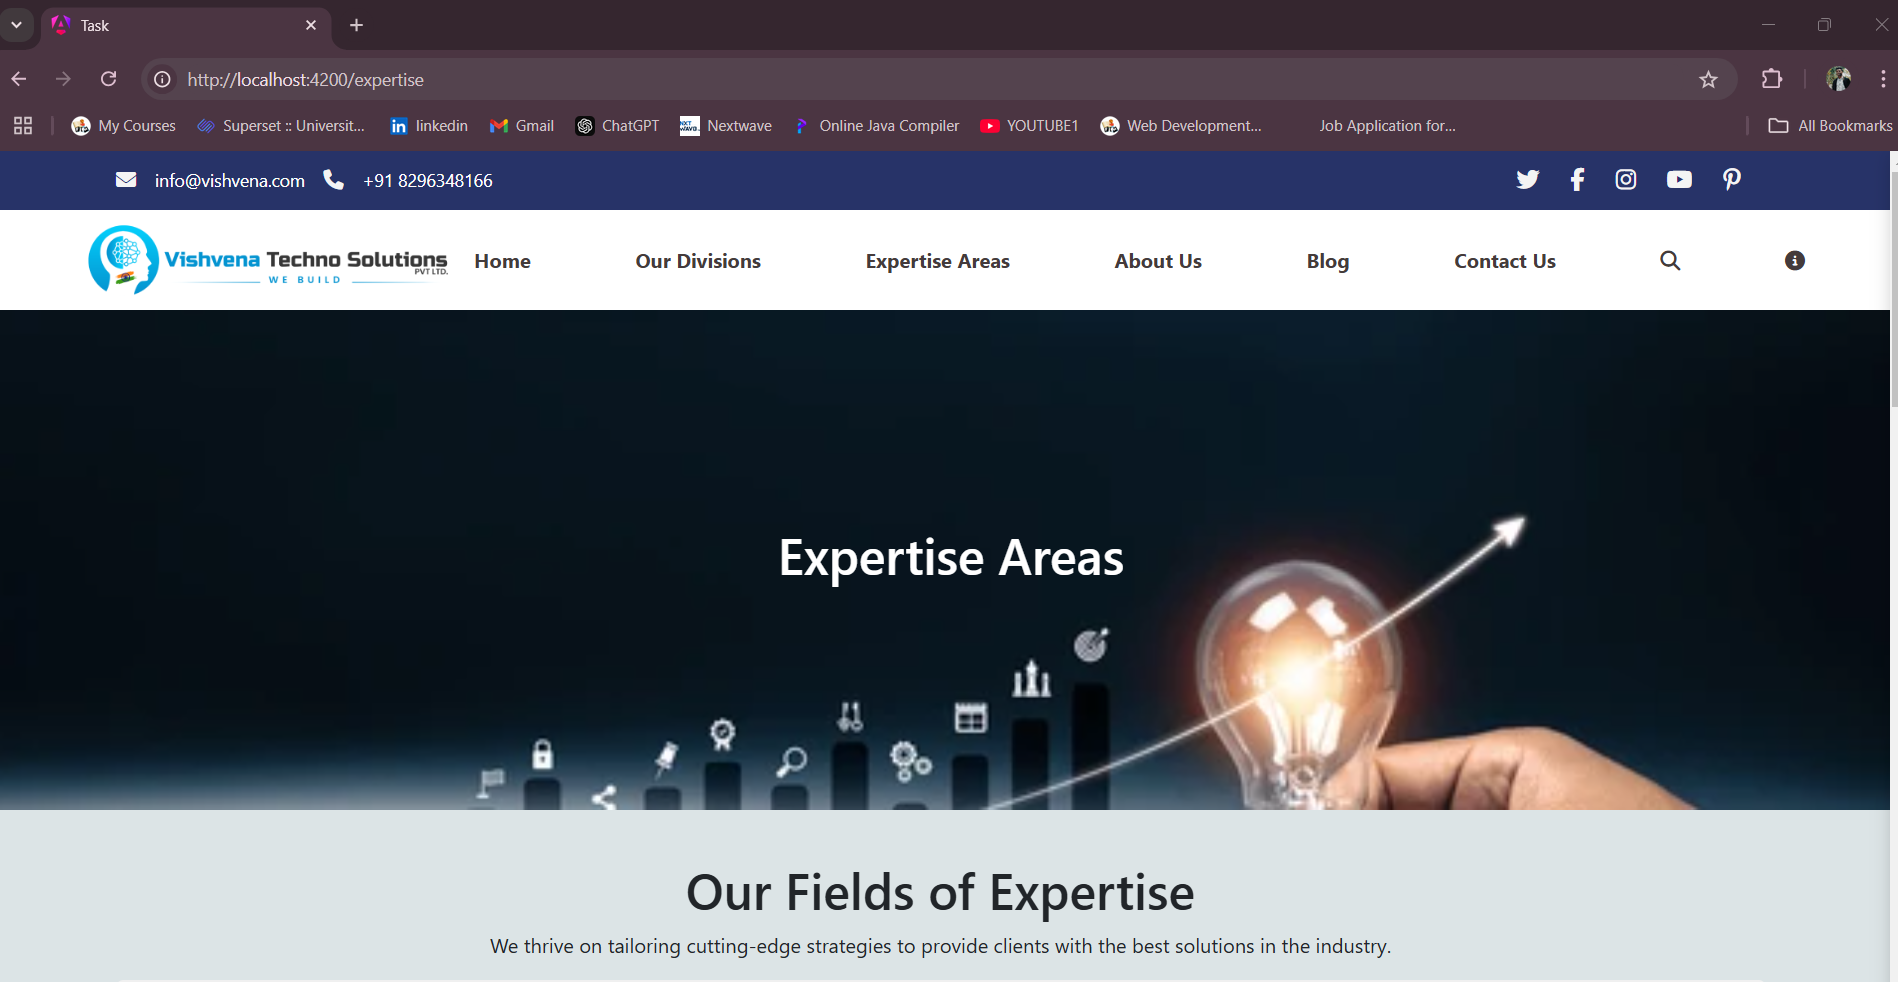 Task
http://localhost:4200/expertise
My Courses Superset :: Universit... linkedin Gmail ChatGPT Nextwave Online Java Compiler YOUTUBE1 Web Development... Job Application for... All Bookmarks
info@vishvena.com +91 8296348166
Vishvena Techno Solutions
PVT LTD.
WE BUILD
Home Our Divisions Expertise Areas About Us Blog Contact Us
Expertise Areas
Our Fields of Expertise
We thrive on tailoring cutting-edge strategies to provide clients with the best solutions in the industry.